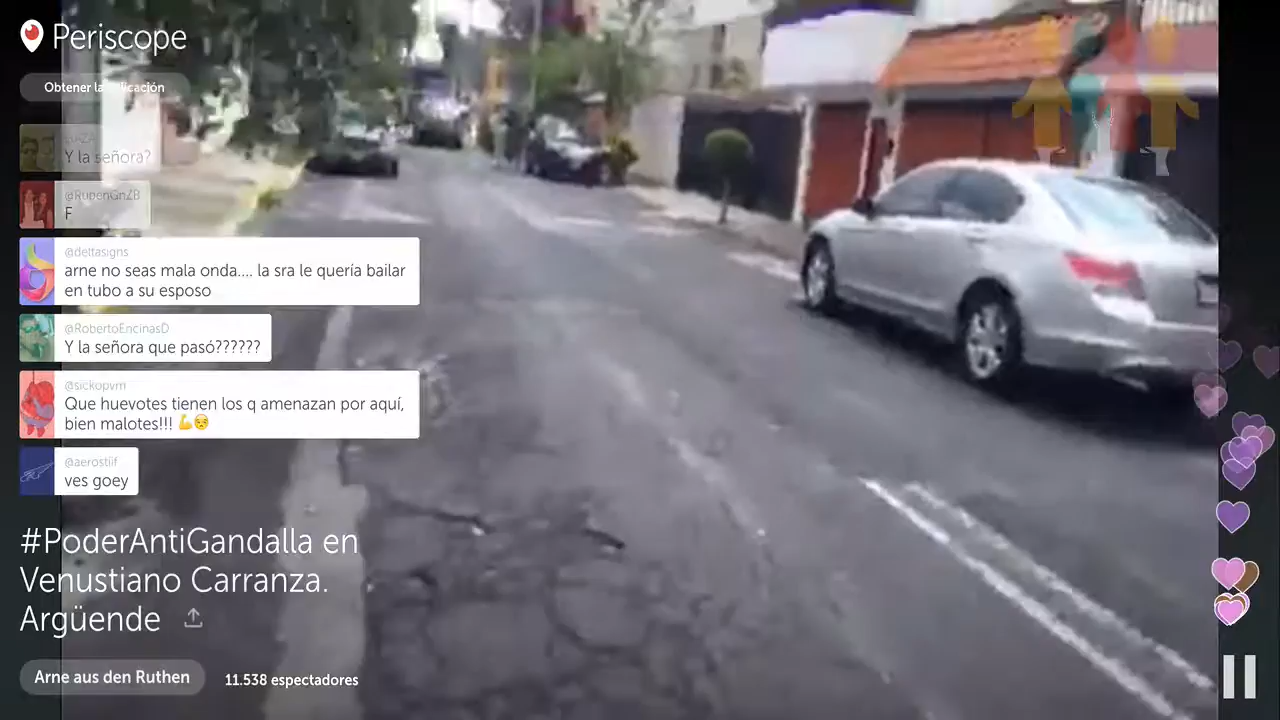 Periscope
Obtener la aplicación
Y la señora?
@RupenGnZB
F
@deltasigns
arne no seas mala onda.... la sra le quería bailar
en tubo a su esposo
@RobertoEncinasD
Y la señora que pasó??????
@sickopvm
Que huevotes tienen los q amenazan por aquí,
bien malotes!!! 💪😒
@aerostiif
ves goey
#PoderAntiGandalla en
Venustiano Carranza.
Argüende
Arne aus den Ruthen
11.538 espectadores